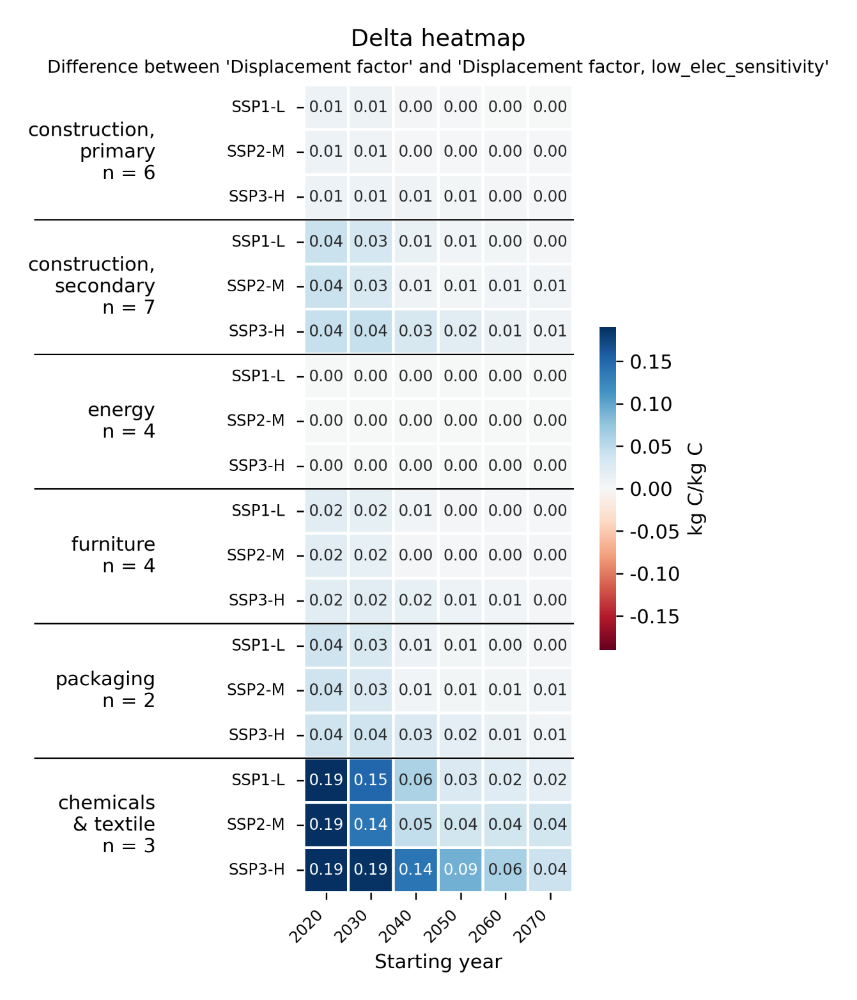 Delta heatmap
Difference between 'Displacement factor' and 'Displacement factor, low_elec_sensitivity'
construction,
primary
n = 6
SSP1-L 0.01 0.01 0.00 0.00 0.00 0.00
SSP2-M 0.01 0.01 0.00 0.00 0.00 0.00
SSP3-H 0.01 0.01 0.01 0.01 0.00 0.00
construction,
secondary
n = 7
SSP1-L 0.04 0.03 0.01 0.01 0.00 0.00
SSP2-M 0.04 0.03 0.01 0.01 0.01 0.01
SSP3-H 0.04 0.04 0.03 0.02 0.01 0.01
energy
n = 4
SSP1-L 0.00 0.00 0.00 0.00 0.00 0.00
SSP2-M 0.00 0.00 0.00 0.00 0.00 0.00
SSP3-H 0.00 0.00 0.00 0.00 0.00 0.00
furniture
n = 4
SSP1-L 0.02 0.02 0.01 0.00 0.00 0.00
SSP2-M 0.02 0.02 0.00 0.00 0.00 0.00
SSP3-H 0.02 0.02 0.02 0.01 0.01 0.00
packaging
n = 2
SSP1-L 0.04 0.03 0.01 0.01 0.00 0.00
SSP2-M 0.04 0.03 0.01 0.01 0.01 0.01
SSP3-H 0.04 0.04 0.03 0.02 0.01 0.01
chemicals
& textile
n = 3
SSP1-L 0.19 0.15 0.06 0.03 0.02 0.02
SSP2-M 0.19 0.14 0.05 0.04 0.04 0.04
SSP3-H 0.19 0.19 0.14 0.09 0.06 0.04
2020 2030 2040 2050 2060 2070
Starting year
0.15
0.10
0.05
0.00
-0.05
-0.10
-0.15
kg C/kg C